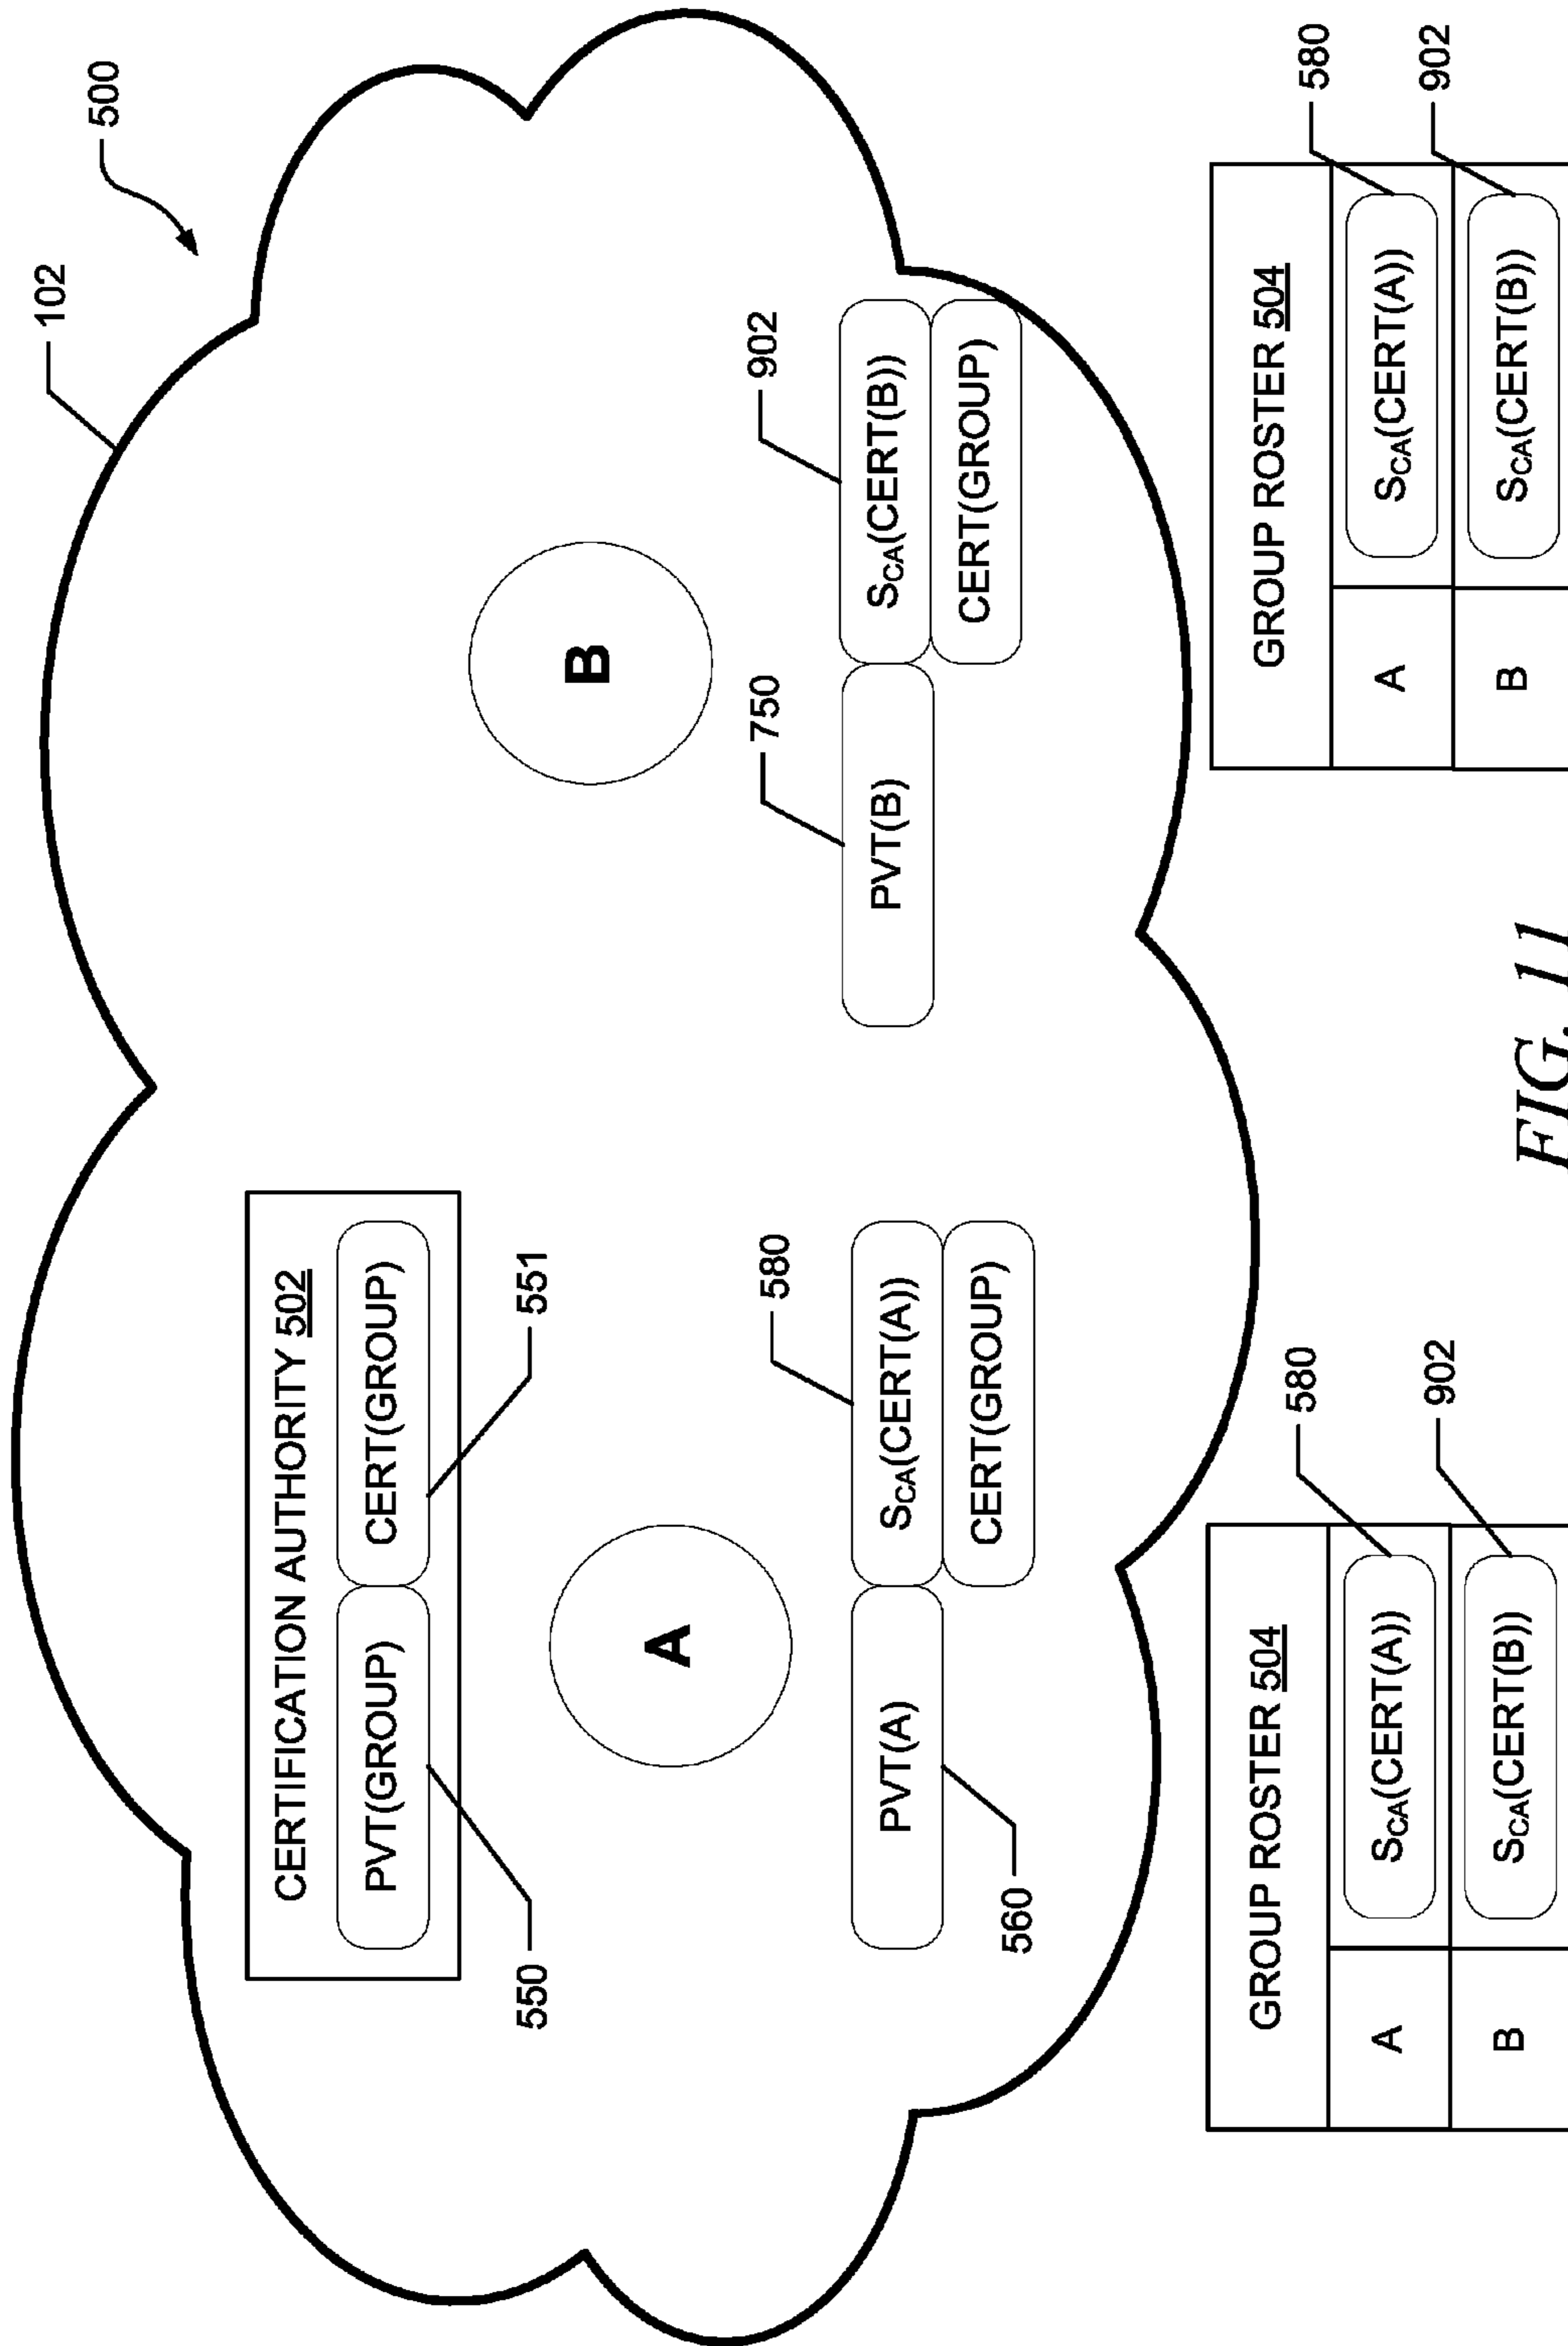 500
102
CERTIFICATION AUTHORITY 502
PVT(GROUP)
CERT(GROUP)
550
551
A
B
580
PVT(A)
SCA(CERT(A))
CERT(GROUP)
560
750
902
PVT(B)
SCA(CERT(B))
CERT(GROUP)
GROUP ROSTER 504
580
A
SCA(CERT(A))
902
B
SCA(CERT(B))
GROUP ROSTER 504
580
A
SCA(CERT(A))
902
B
SCA(CERT(B))
FIG. 11